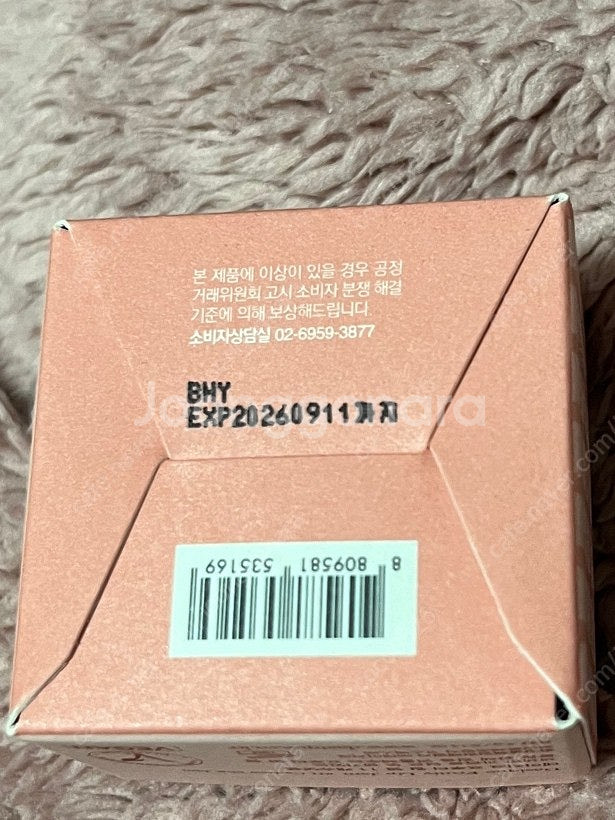 본 제품에 이상이 있을 경우 공정
거래위원회 고시 소비자 분쟁 해결
기준에 의해 보상해드립니다.
소비자상담실 02-6959-3877
BHY
EXP20260911까지
Joonggonara
8 809581 535169